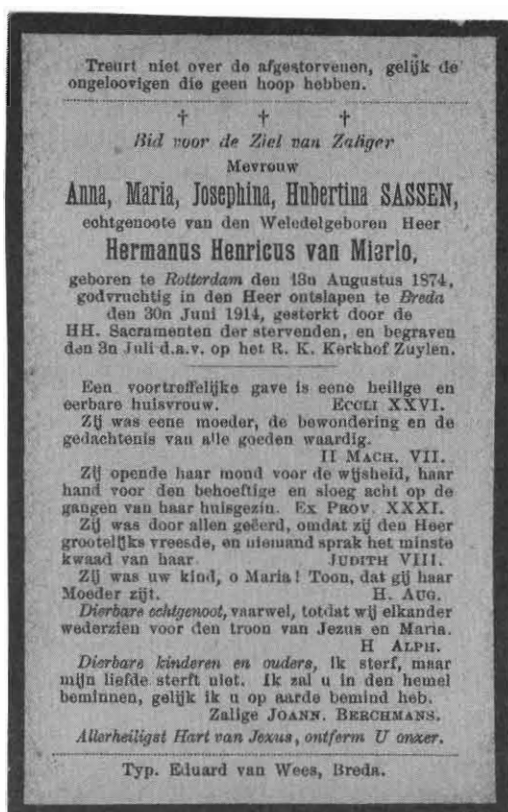 Treurt niet over de afgestorvenen, gelijk de
ongeloovigen die geen hoop hebben.
† † †
Bid voor de Ziel van Zaliger
Mevrouw
Anna, Maria, Josephina, Hubertina SASSEN,
echtgenoote van den Weledelgeboren Heer
Hermanus Henricus van Mierlo,
geboren te Rotterdam den 13n Augustus 1874,
godvruchtig in den Heer ontslapen te Breda
den 30n Juni 1914, gesterkt door de
HH. Sacramenten der stervenden, en begraven
den 3n Juli d.a.v. op het R. K. Kerkhof Zuylen.
Een voortreffelijke gave is eene heilige en
eerbare huisvrouw. ECCLI XXVI.
Zij was eene moeder, de bewondering en de
gedachtenis van alle goeden waardig.
II MACH. VII.
Zij opende haar mond voor de wijsheid, haar
hand voor den behoeftige en sloeg acht op de
gangen van haar huisgezin. EX PROV. XXXI.
Zij was door allen geëerd, omdat zij den Heer
grootelijks vreesde, en niemand sprak het minste
kwaad van haar. JUDITH VIII.
Zij was uw kind, o Maria! Toon, dat gij haar
Moeder zijt. H. AUG.
Dierbare echtgenoot, vaarwel, totdat wij elkander
wederzien voor den troon van Jezus en Maria.
H ALPH.
Dierbare kinderen en ouders, ik sterf, maar
mijn liefde sterft niet. Ik zal u in den hemel
beminnen, gelijk ik u op aarde bemind heb.
Zalige JOANN. BERCHMANS.
Allerheiligst Hart van Jezus, ontferm U onzer.
Typ. Eduard van Wees, Breda.